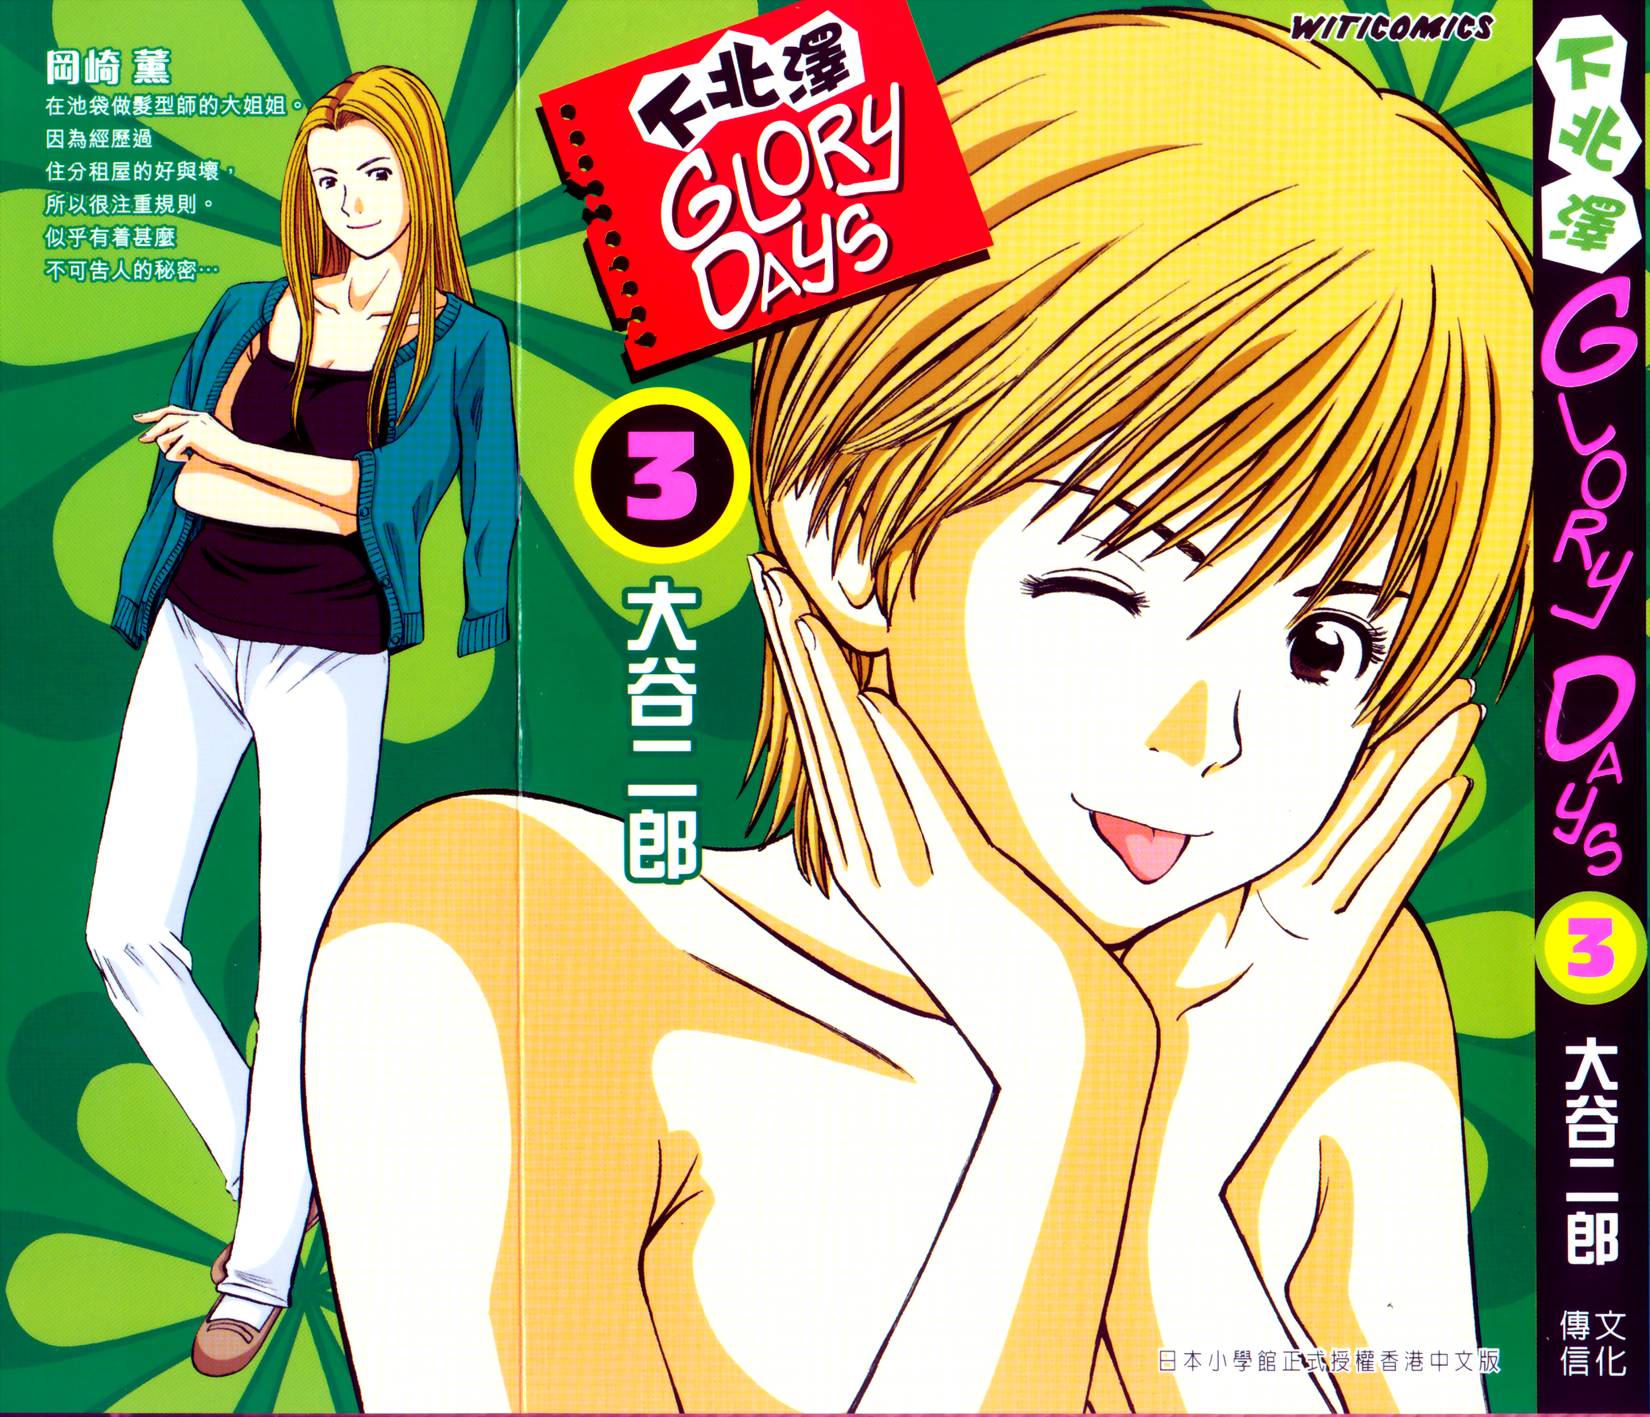 岡崎 薫
在池袋做髮型師的大姐姐。
因為經歷過
住分租屋的好與壞，
所以很注重規則。
似乎有着甚麼
不可告人的秘密…
下北澤
GLORY
DAYS
3
大谷二郎
WITICOMICS
日本小學館正式授權香港中文版
下北澤
GLORY DAYS
3
大谷二郎
文化
傳信